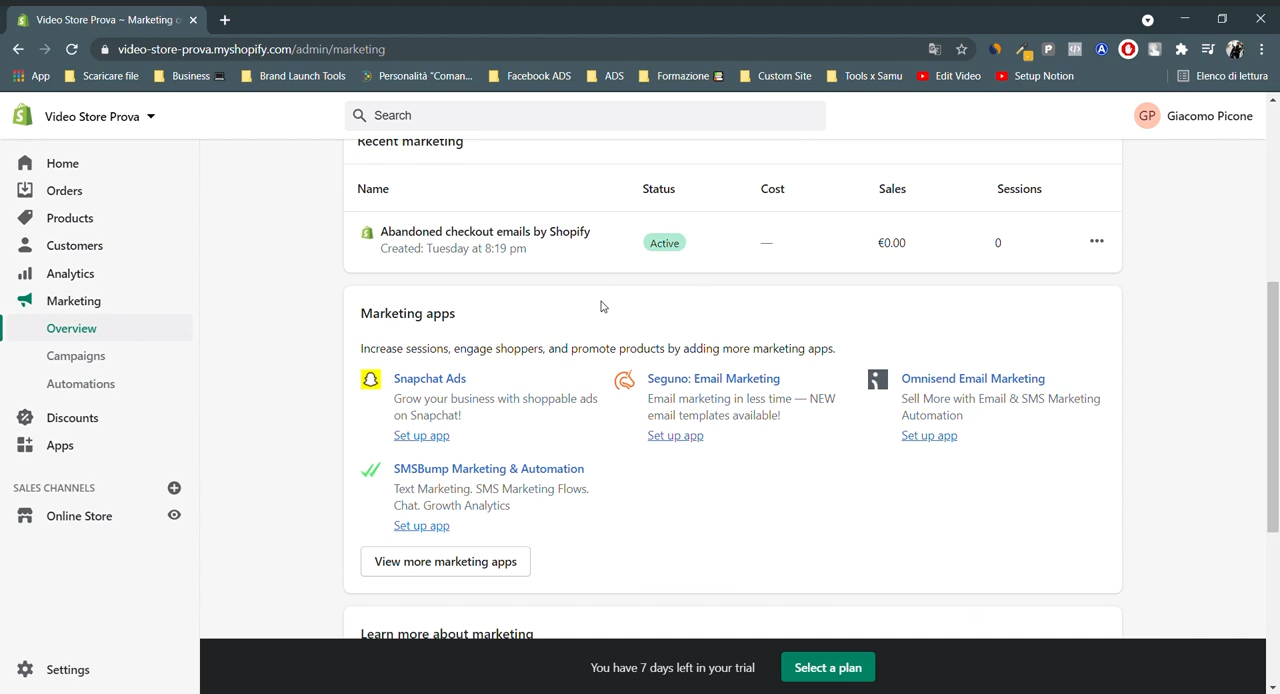 Video Store Prova ~ Marketing o
video-store-prova.myshopify.com/admin/marketing
App Scaricare file Business Brand Launch Tools Personalità "Coman... Facebook ADS ADS Formazione Custom Site Tools x Samu Edit Video Setup Notion Elenco di lettura
Video Store Prova Search GP Giacomo Picone
Home
Orders
Products
Customers
Analytics
Marketing
Overview
Campaigns
Automations
Discounts
Apps
SALES CHANNELS
Online Store
Settings
Recent marketing
Name Status Cost Sales Sessions
Abandoned checkout emails by Shopify Active — €0.00 0
Created: Tuesday at 8:19 pm
Marketing apps
Increase sessions, engage shoppers, and promote products by adding more marketing apps.
Snapchat Ads
Grow your business with shoppable ads
on Snapchat!
Set up app
Seguno: Email Marketing
Email marketing in less time — NEW
email templates available!
Set up app
Omnisend Email Marketing
Sell More with Email & SMS Marketing
Automation
Set up app
SMSBump Marketing & Automation
Text Marketing. SMS Marketing Flows.
Chat. Growth Analytics
Set up app
View more marketing apps
Learn more about marketing
You have 7 days left in your trial Select a plan